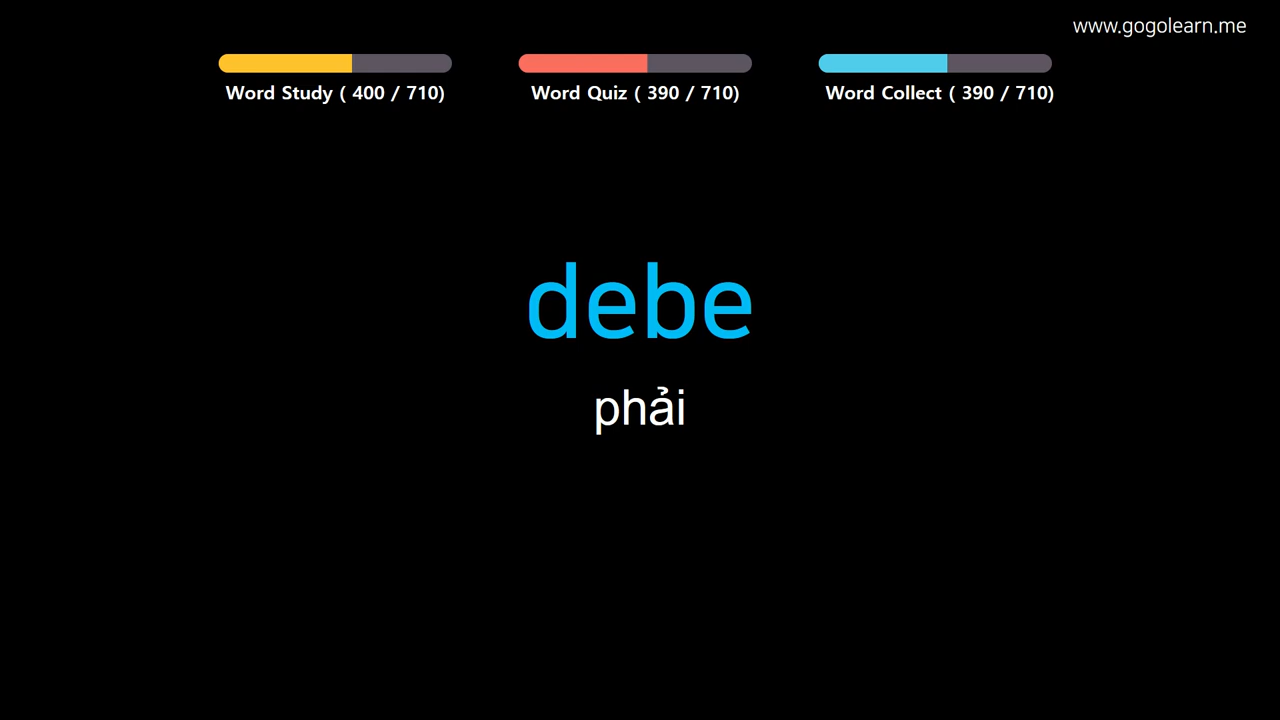 www.gogolearn.me
Word Study ( 400 / 710)
Word Quiz ( 390 / 710)
Word Collect ( 390 / 710)
debe
phải